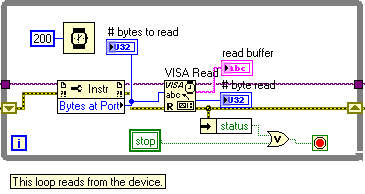 # bytes to read
200
U32
read buffer
abc
VISA Read
Instr
VISA
abc
R
# byte read
U32
Bytes at Port
status
stop
V
i
This loop reads from the device.